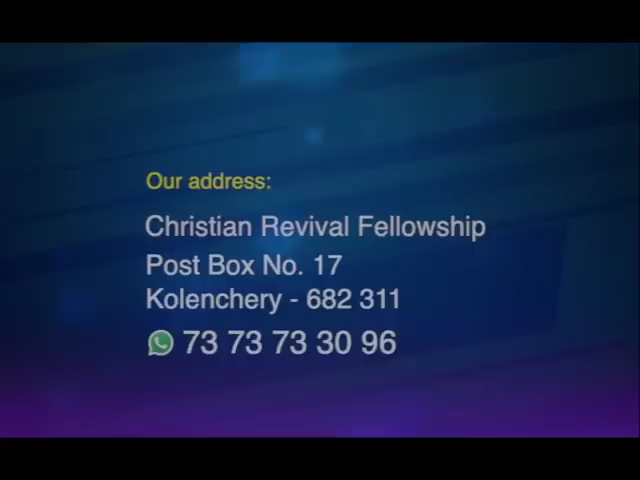 Our address:
Christian Revival Fellowship
Post Box No. 17
Kolenchery - 682 311
73 73 73 30 96